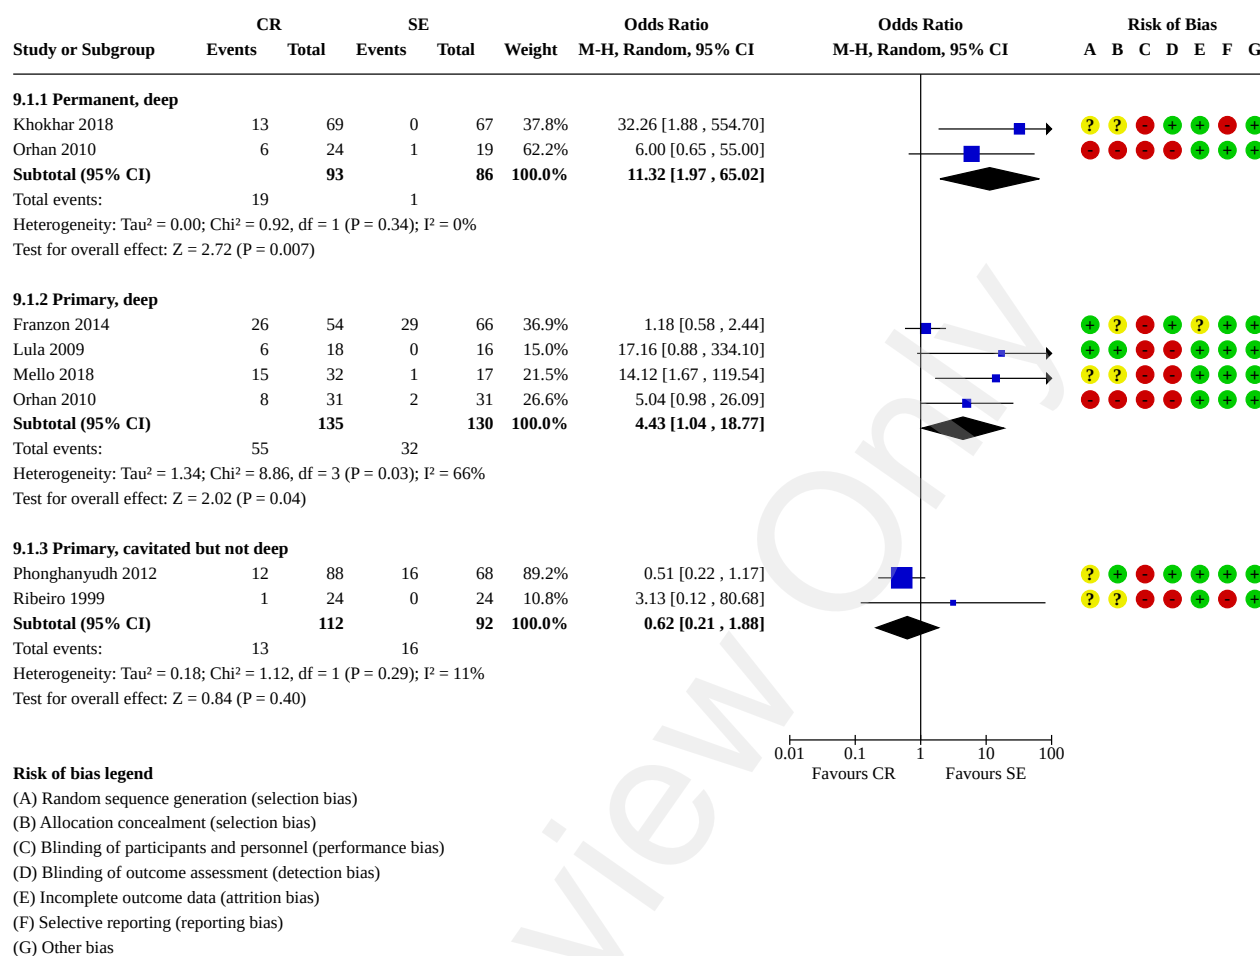 CR SE Odds Ratio Odds Ratio Risk of Bias
Study or Subgroup Events Total Events Total Weight M-H, Random, 95% CI M-H, Random, 95% CI A B C D E F G
9.1.1 Permanent, deep
Khokhar 2018 13 69 0 67 37.8% 32.26 [1.88 , 554.70] ? ? - + + - +
Orhan 2010 6 24 1 19 62.2% 6.00 [0.65 , 55.00] - - - - + + +
Subtotal (95% CI) 93 86 100.0% 11.32 [1.97 , 65.02]
Total events: 19 1
Heterogeneity: Tau² = 0.00; Chi² = 0.92, df = 1 (P = 0.34); I² = 0%
Test for overall effect: Z = 2.72 (P = 0.007)
9.1.2 Primary, deep
Franzon 2014 26 54 29 66 36.9% 1.18 [0.58 , 2.44] + ? - + ? + +
Lula 2009 6 18 0 16 15.0% 17.16 [0.88 , 334.10] + + - - + + +
Mello 2018 15 32 1 17 21.5% 14.12 [1.67 , 119.54] ? ? - - + + +
Orhan 2010 8 31 2 31 26.6% 5.04 [0.98 , 26.09] - - - - + + +
Subtotal (95% CI) 135 130 100.0% 4.43 [1.04 , 18.77]
Total events: 55 32
Heterogeneity: Tau² = 1.34; Chi² = 8.86, df = 3 (P = 0.03); I² = 66%
Test for overall effect: Z = 2.02 (P = 0.04)
9.1.3 Primary, cavitated but not deep
Phonghanyudh 2012 12 88 16 68 89.2% 0.51 [0.22 , 1.17] ? + - + + + +
Ribeiro 1999 1 24 0 24 10.8% 3.13 [0.12 , 80.68] ? ? - - + - +
Subtotal (95% CI) 112 92 100.0% 0.62 [0.21 , 1.88]
Total events: 13 16
Heterogeneity: Tau² = 0.18; Chi² = 1.12, df = 1 (P = 0.29); I² = 11%
Test for overall effect: Z = 0.84 (P = 0.40)
0.01 0.1 1 10 100
Favours CR Favours SE
Risk of bias legend
(A) Random sequence generation (selection bias)
(B) Allocation concealment (selection bias)
(C) Blinding of participants and personnel (performance bias)
(D) Blinding of outcome assessment (detection bias)
(E) Incomplete outcome data (attrition bias)
(F) Selective reporting (reporting bias)
(G) Other bias
view Only